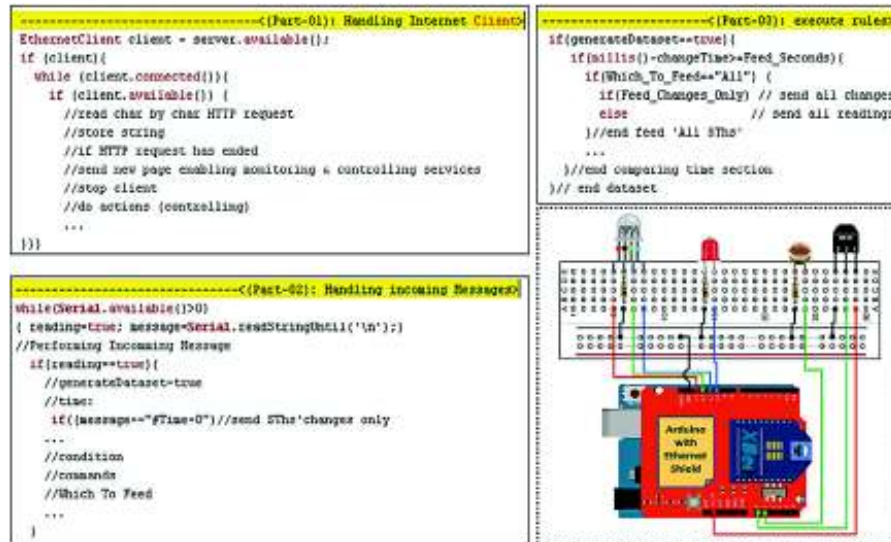 ------------------------------<(Part-01): Handling Internet Client>
EthernetClient client = server.available();
if (client){
while (client.connected()){
if (client.available()) {
//read char by char HTTP request
//store string
//if HTTP request has ended
//send new page enabling monitoring & controlling services
//stop client
//do actions (controlling)
...
}}}
----------------------------<(Part-02): Handling incoming Messages>
while(Serial.available()>0)
{ reading=true; message=Serial.readStringUntil('\n');}
//Performing Incoming Message
if(reading==true){
//generateDataset=true
//time:
if((message=="#Time=0")//send SThs'changes only
...
//condition
//commands
//Which To Feed
...
}
--------------------<(Part-03): execute rules>
if(generateDataset==true){
if(millis()-changeTime>=Feed_Seconds){
if(Which_To_Feed=="All") {
if(Feed_Changes_Only) // send all changes
else // send all readings
}//end feed 'All SThs'
...
}//end comparing time section
}// end dataset
Arduino
with
Ethernet
Shield